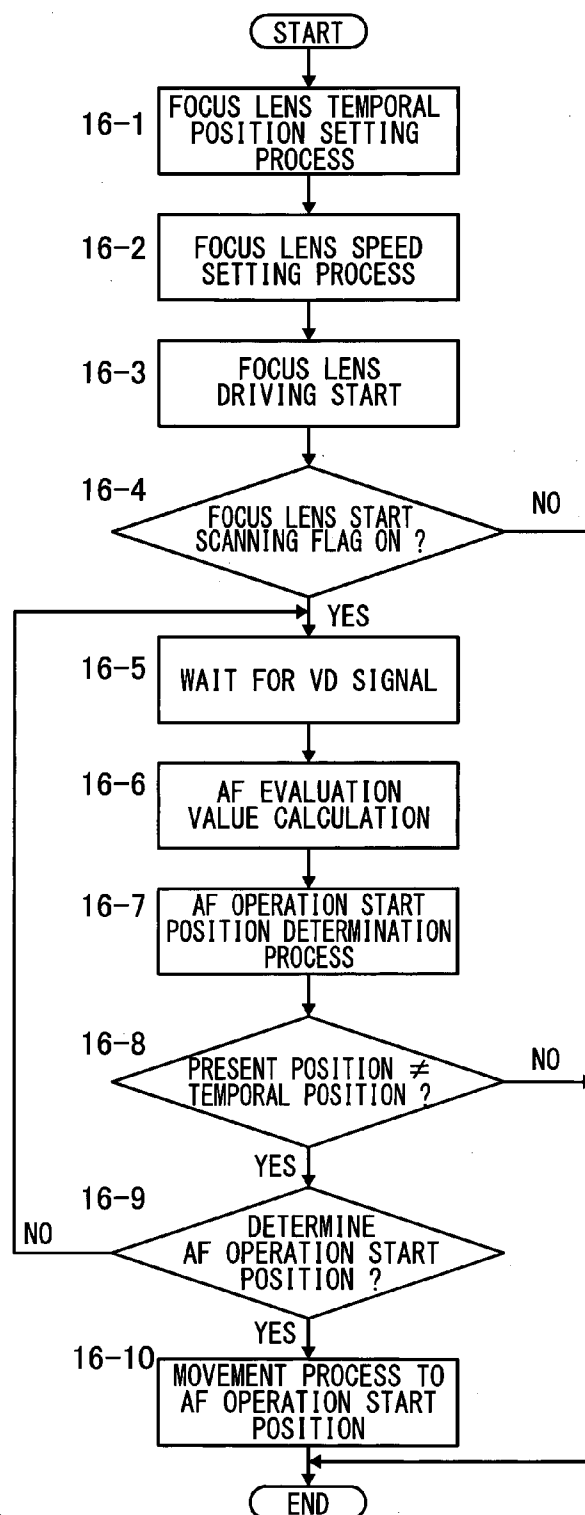 START
16-1
FOCUS LENS TEMPORAL
POSITION SETTING
PROCESS
16-2
FOCUS LENS SPEED
SETTING PROCESS
16-3
FOCUS LENS
DRIVING START
16-4
FOCUS LENS START
SCANNING FLAG ON ?
NO
YES
16-5
WAIT FOR VD SIGNAL
16-6
AF EVALUATION
VALUE CALCULATION
16-7
AF OPERATION START
POSITION DETERMINATION
PROCESS
16-8
PRESENT POSITION ≠
TEMPORAL POSITION ?
NO
YES
16-9
DETERMINE
AF OPERATION START
POSITION ?
NO
YES
16-10
MOVEMENT PROCESS TO
AF OPERATION START
POSITION
END